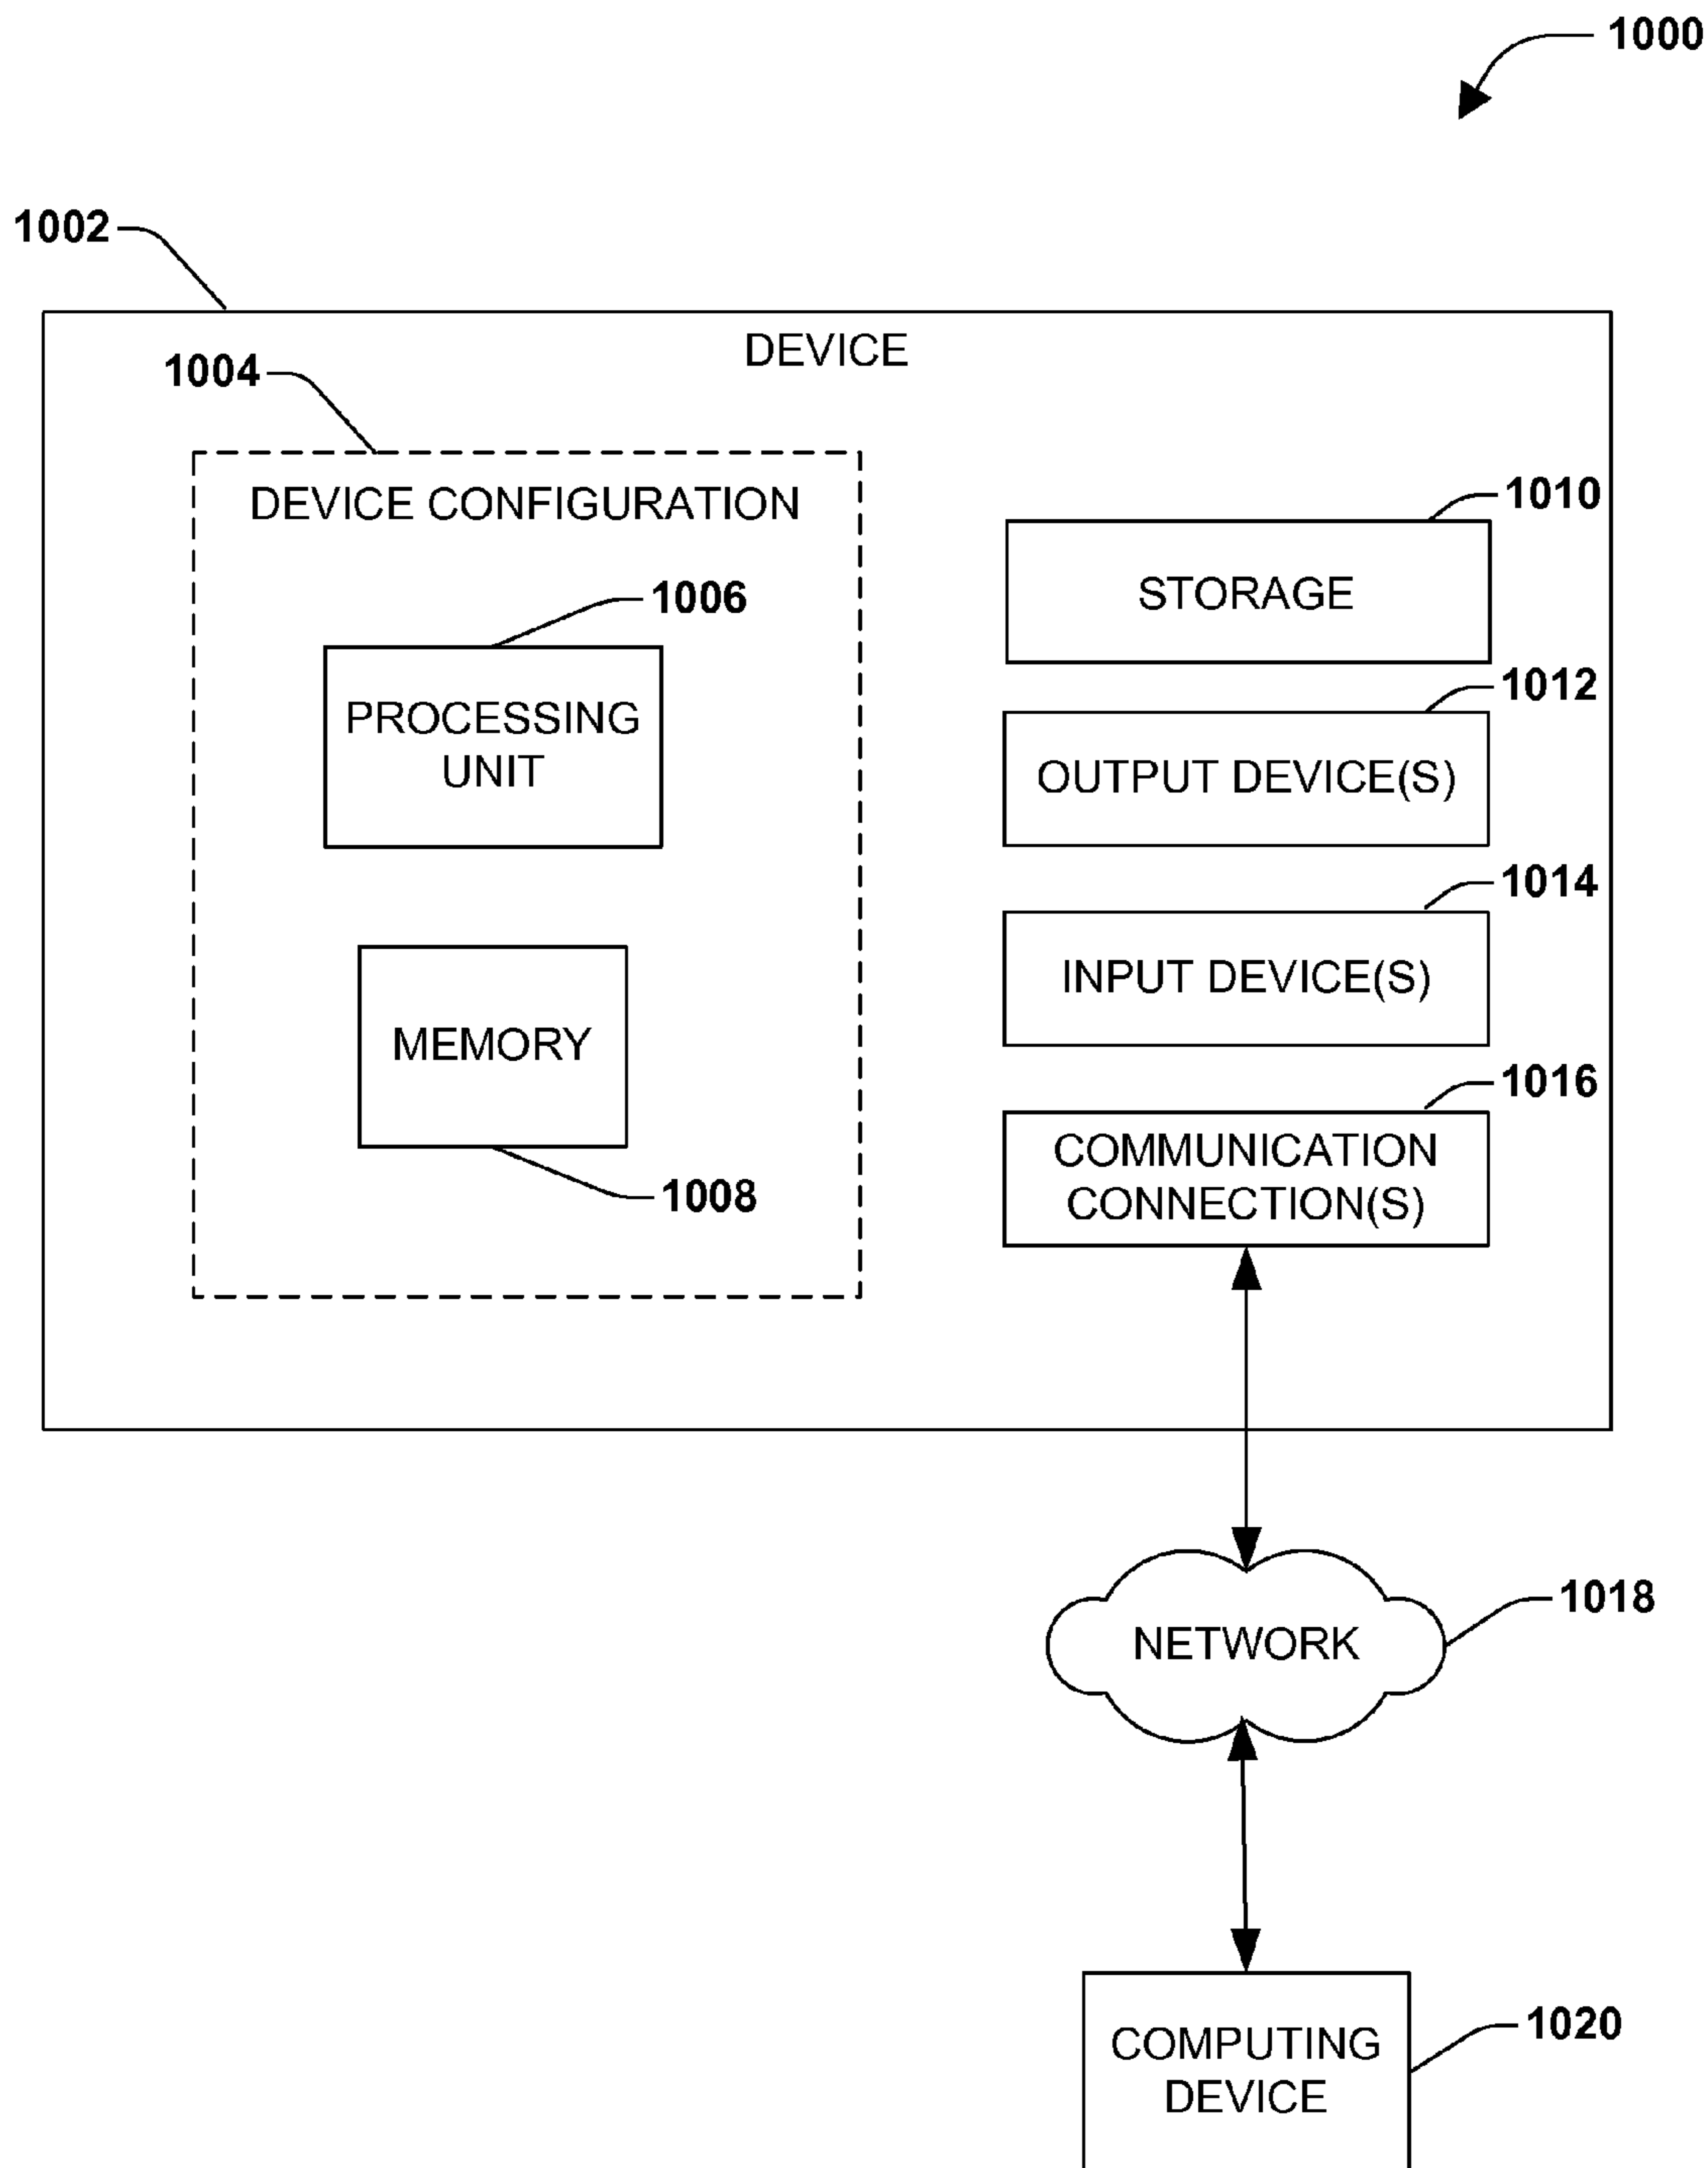 1000
1002
DEVICE
1004
DEVICE CONFIGURATION
1006
PROCESSING
UNIT
MEMORY
1008
1010
STORAGE
1012
OUTPUT DEVICE(S)
1014
INPUT DEVICE(S)
1016
COMMUNICATION
CONNECTION(S)
1018
NETWORK
1020
COMPUTING
DEVICE